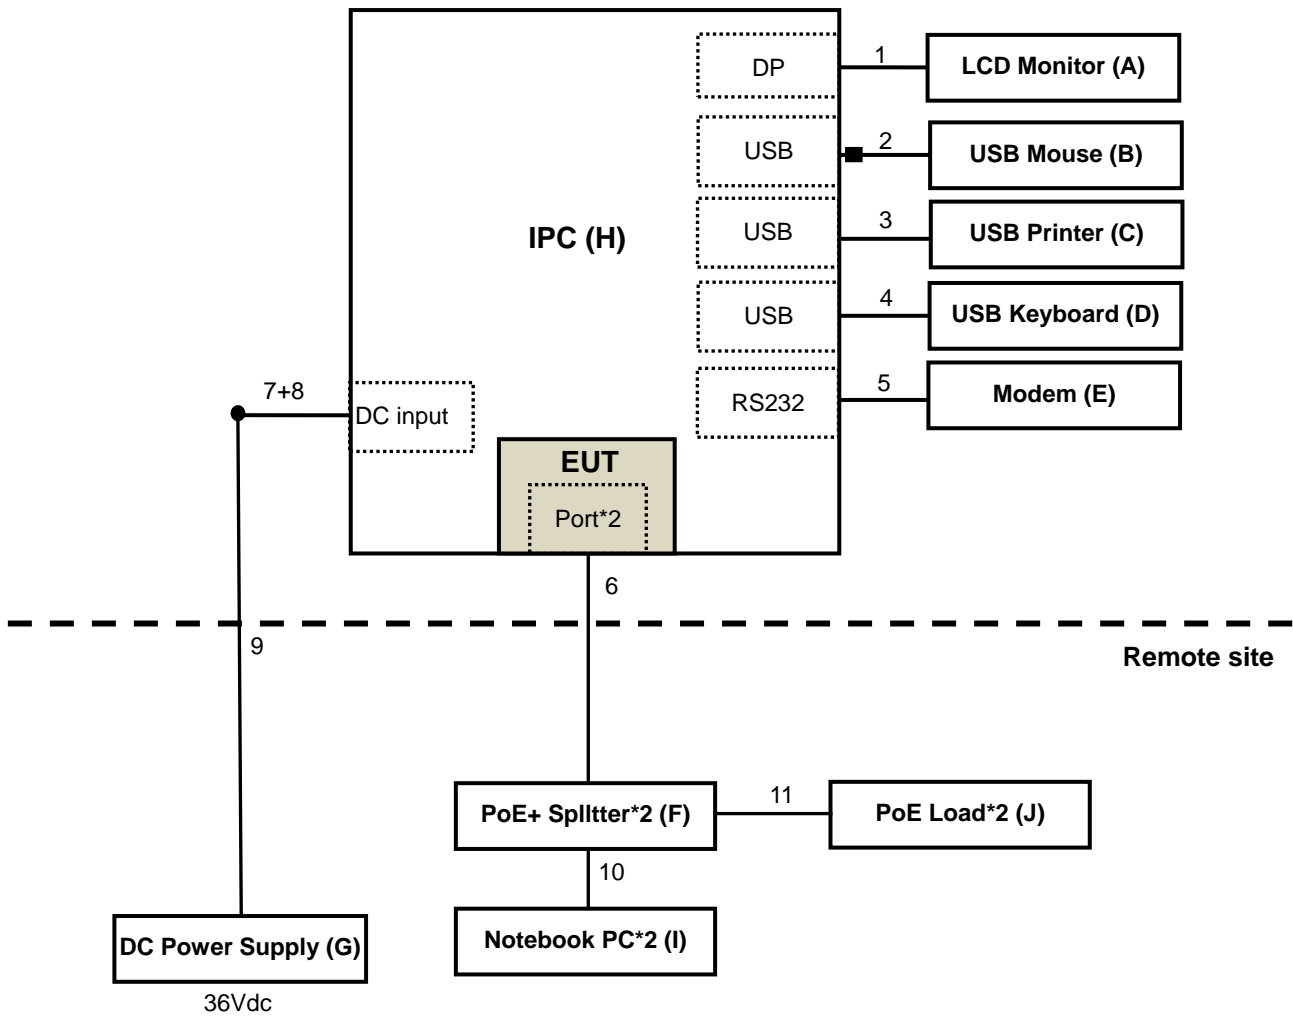 DP
1
LCD Monitor (A)
USB
2
USB Mouse (B)
IPC (H)
USB
3
USB Printer (C)
USB
4
USB Keyboard (D)
7+8
DC input
RS232
5
Modem (E)
EUT
Port*2
6
9
Remote site
PoE+ SplItter*2 (F)
11
PoE Load*2 (J)
10
DC Power Supply (G)
Notebook PC*2 (I)
36Vdc